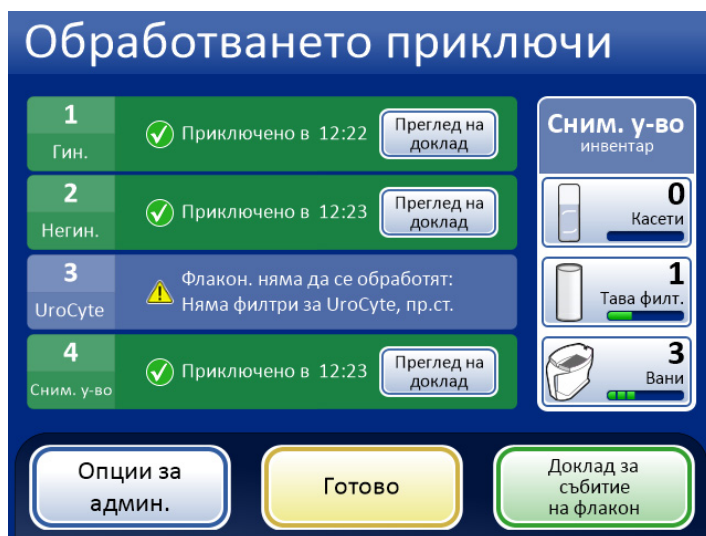 Обработването приключи
1
Гин.
Приключено в 12:22
Преглед на
доклад
2
Негин.
Приключено в 12:23
Преглед на
доклад
3
UroCyte
Флакон. няма да се обработят:
Няма филтри за UroCyte, пр.ст.
4
Сним. у-во
Приключено в 12:23
Преглед на
доклад
Сним. у-во
инвентар
0
Касети
1
Тава филт.
3
Вани
Опции за
админ.
Готово
Доклад за
събитие
на флакон